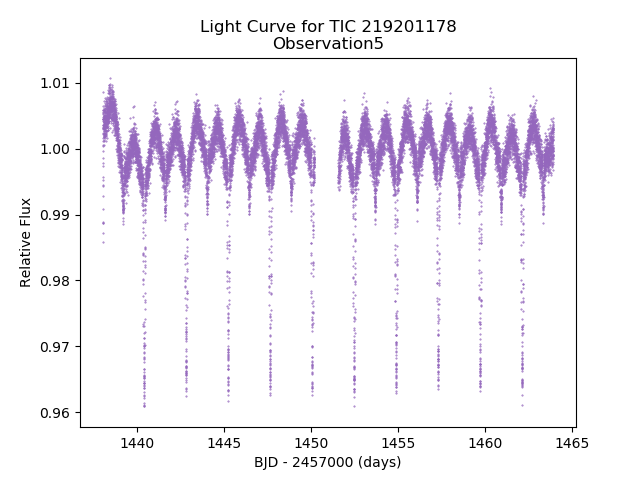 Light Curve for TIC 219201178
Observation5
1.01
1.00
0.99
0.98
0.97
0.96
Relative Flux
1440 1445 1450 1455 1460 1465
BJD - 2457000 (days)